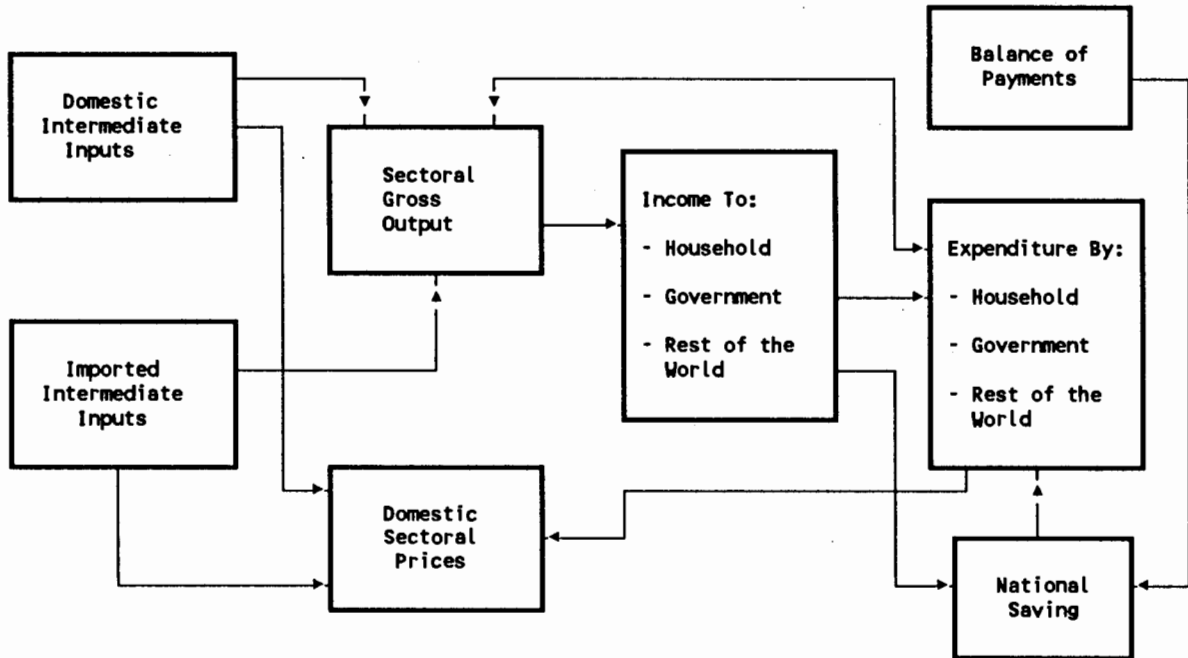 Balance of
Payments
Domestic
Intermediate
Inputs
Sectoral
Gross
Output
Income To:
- Household
- Government
- Rest of the
World
Expenditure By:
- Household
- Government
- Rest of the
World
Imported
Intermediate
Inputs
Domestic
Sectoral
Prices
National
Saving